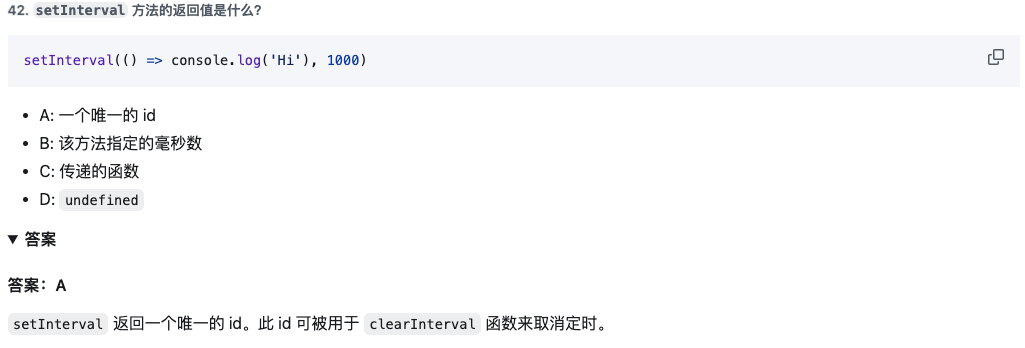 42. setInterval 方法的返回值是什么?
setInterval(() => console.log('Hi'), 1000)
A: 一个唯一的 id
B: 该方法指定的毫秒数
C: 传递的函数
D: undefined
▼ 答案
答案：A
setInterval 返回一个唯一的 id。此 id 可被用于 clearInterval 函数来取消定时。